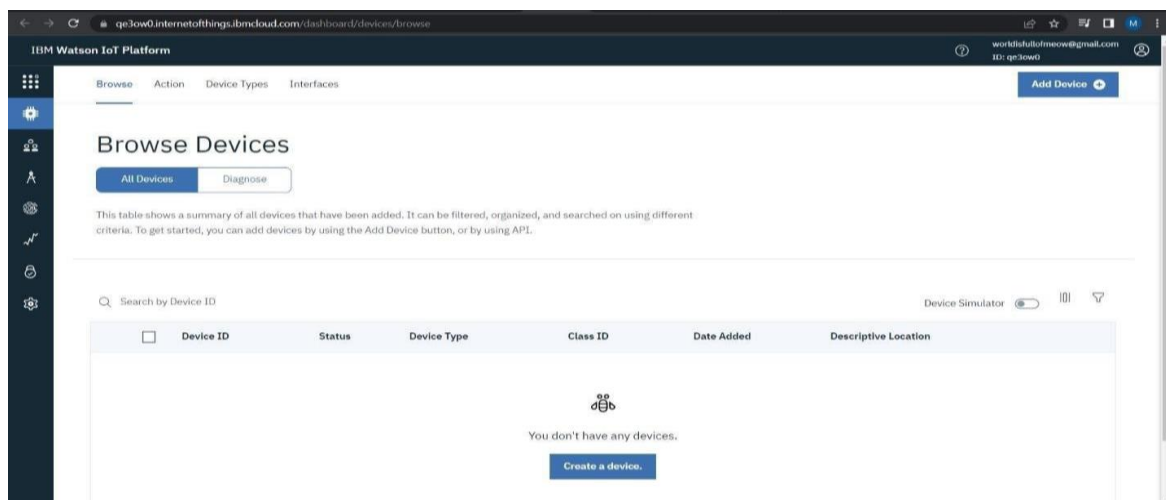 qe3ow0.internetofthings.ibmcloud.com/dashboard/devices/browse
M
IBM Watson IoT Platform
worldisfullofmeow@gmail.com
ID: qe3ow0
Browse Action Device Types Interfaces
Add Device
Browse Devices
All Devices Diagnose
This table shows a summary of all devices that have been added. It can be filtered, organized, and searched on using different
criteria. To get started, you can add devices by using the Add Device button, or by using API.
Search by Device ID
Device Simulator
Device ID Status Device Type Class ID Date Added Descriptive Location
You don't have any devices.
Create a device.